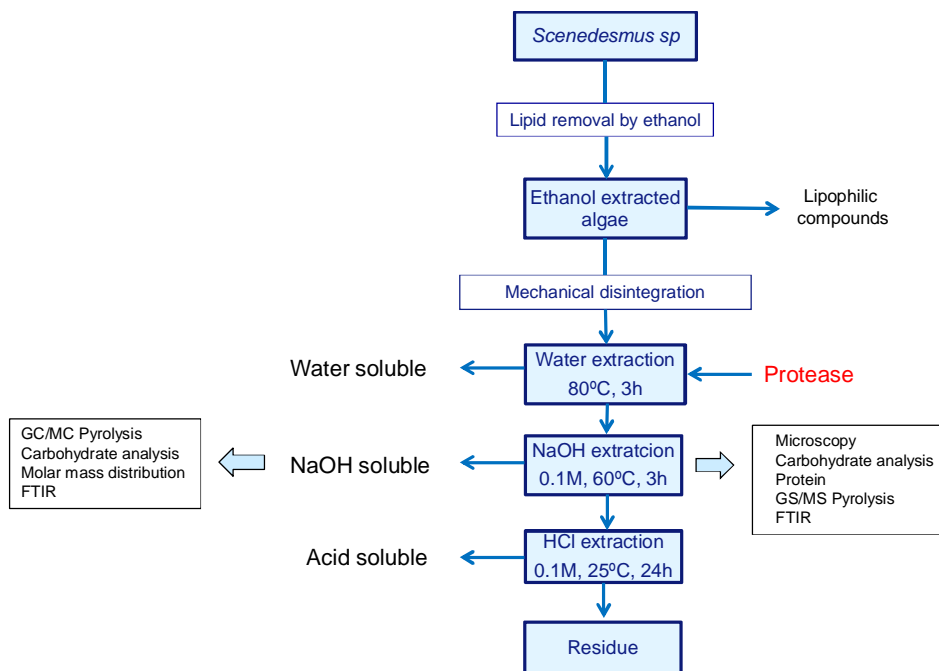 Scenedesmus sp
Lipid removal by ethanol
Ethanol extracted
algae
Lipophilic
compounds
Mechanical disintegration
Water soluble
Water extraction
80ºC, 3h
Protease
GC/MC Pyrolysis
Carbohydrate analysis
Molar mass distribution
FTIR
NaOH soluble
NaOH extratcion
0.1M, 60ºC, 3h
Microscopy
Carbohydrate analysis
Protein
GS/MS Pyrolysis
FTIR
Acid soluble
HCl extraction
0.1M, 25ºC, 24h
Residue